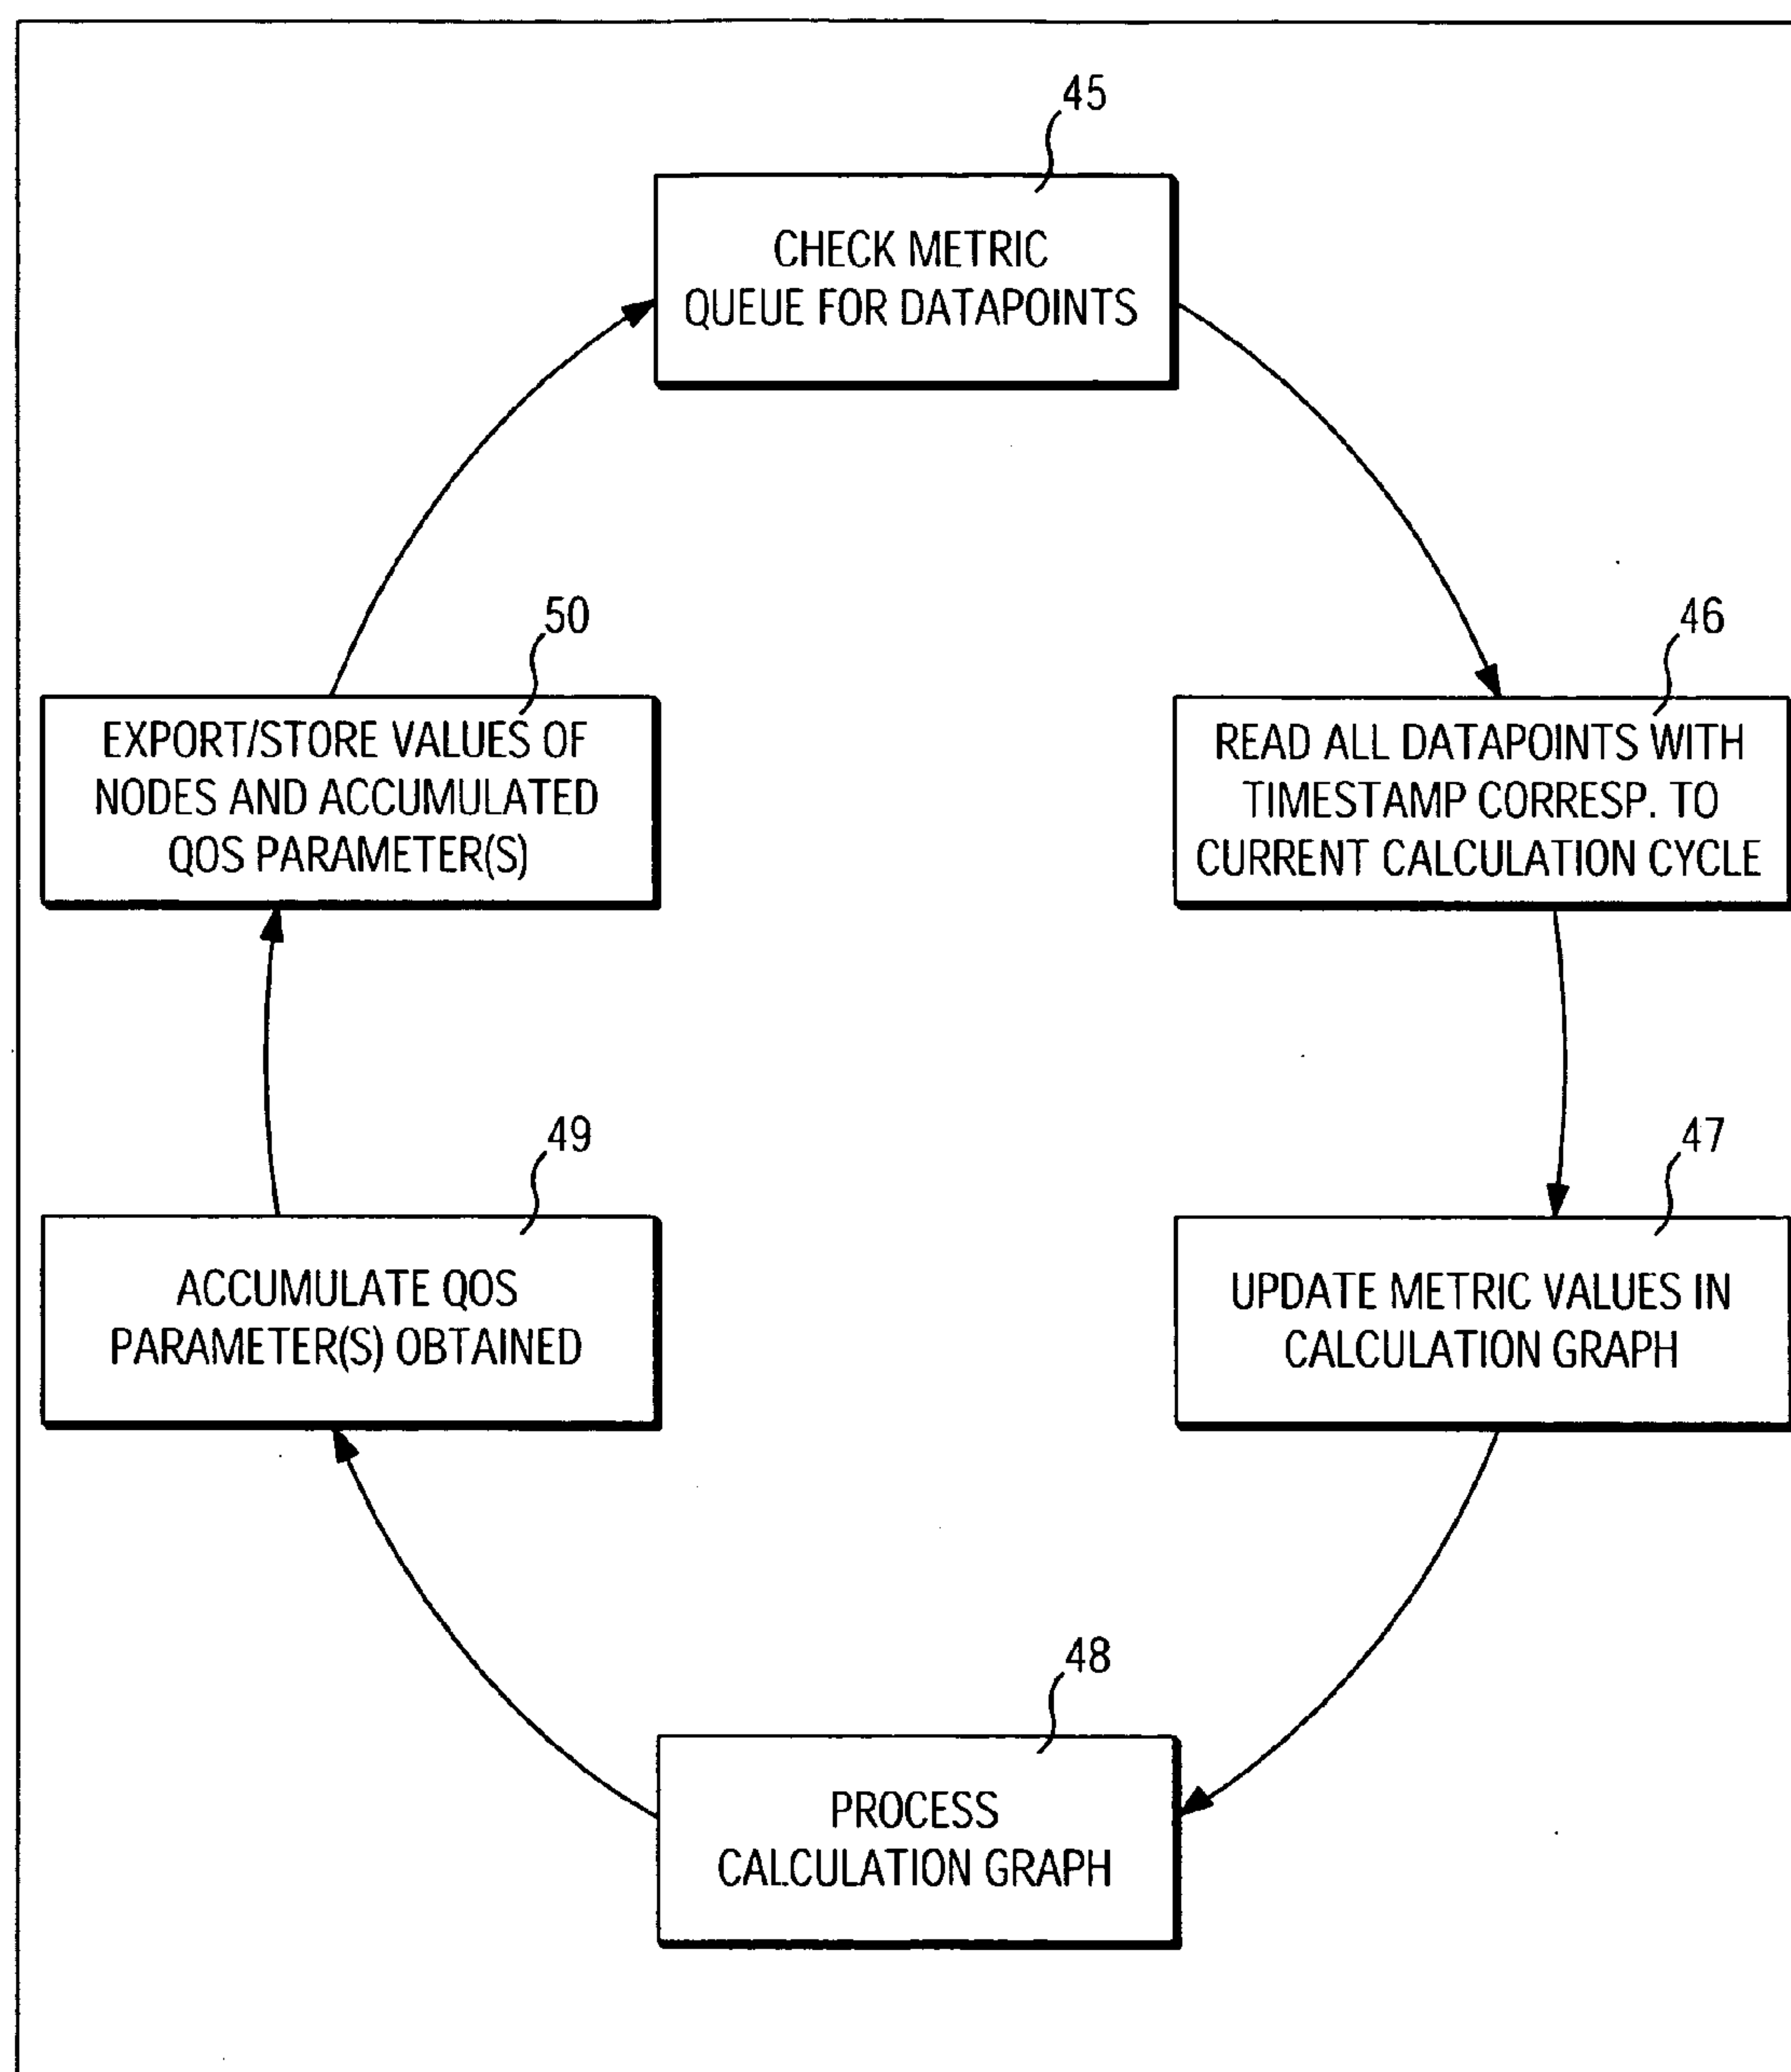 45
CHECK METRIC
QUEUE FOR DATAPOINTS
46
READ ALL DATAPOINTS WITH
TIMESTAMP CORRESP. TO
CURRENT CALCULATION CYCLE
47
UPDATE METRIC VALUES IN
CALCULATION GRAPH
48
PROCESS
CALCULATION GRAPH
49
ACCUMULATE QOS
PARAMETER(S) OBTAINED
50
EXPORT/STORE VALUES OF
NODES AND ACCUMULATED
QOS PARAMETER(S)